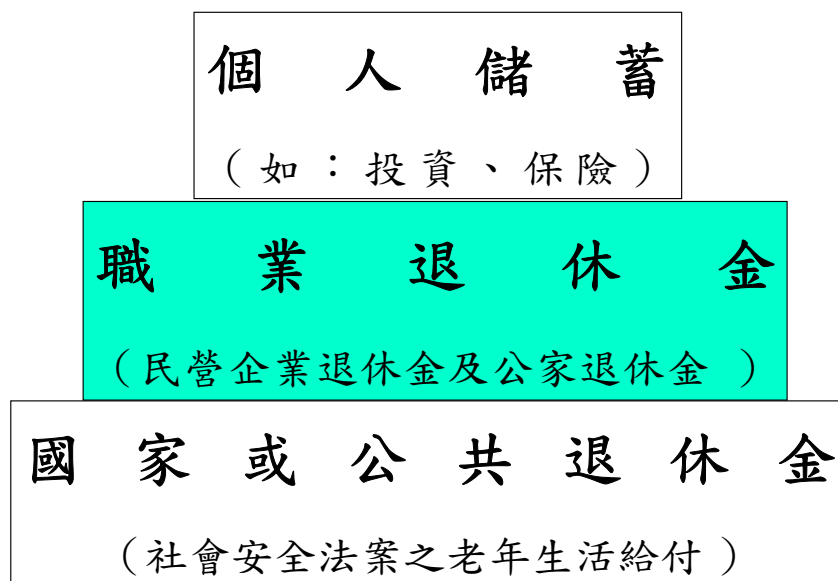 個人儲蓄
（如：投資、保險）
職業退休金
（民營企業退休金及公家退休金）
國家或公共退休金
（社會安全法案之老年生活給付）